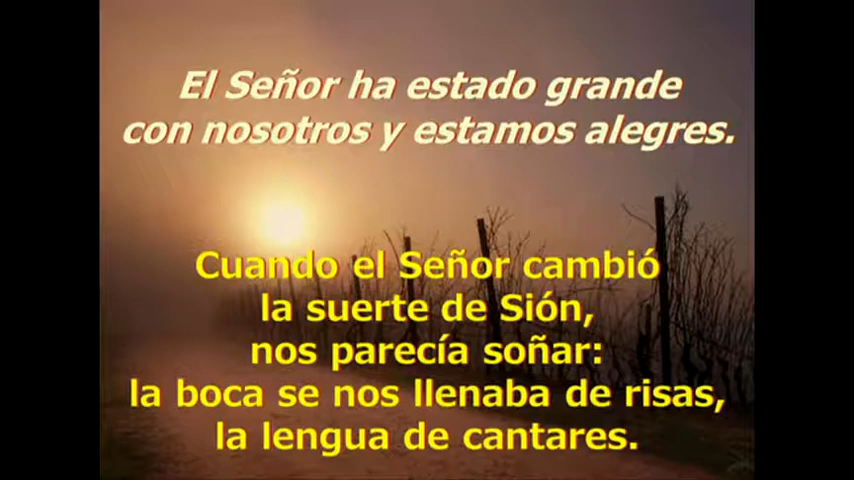 El Señor ha estado grande
con nosotros y estamos alegres.
Cuando el Señor cambió
la suerte de Sión,
nos parecía soñar:
la boca se nos llenaba de risas,
la lengua de cantares.